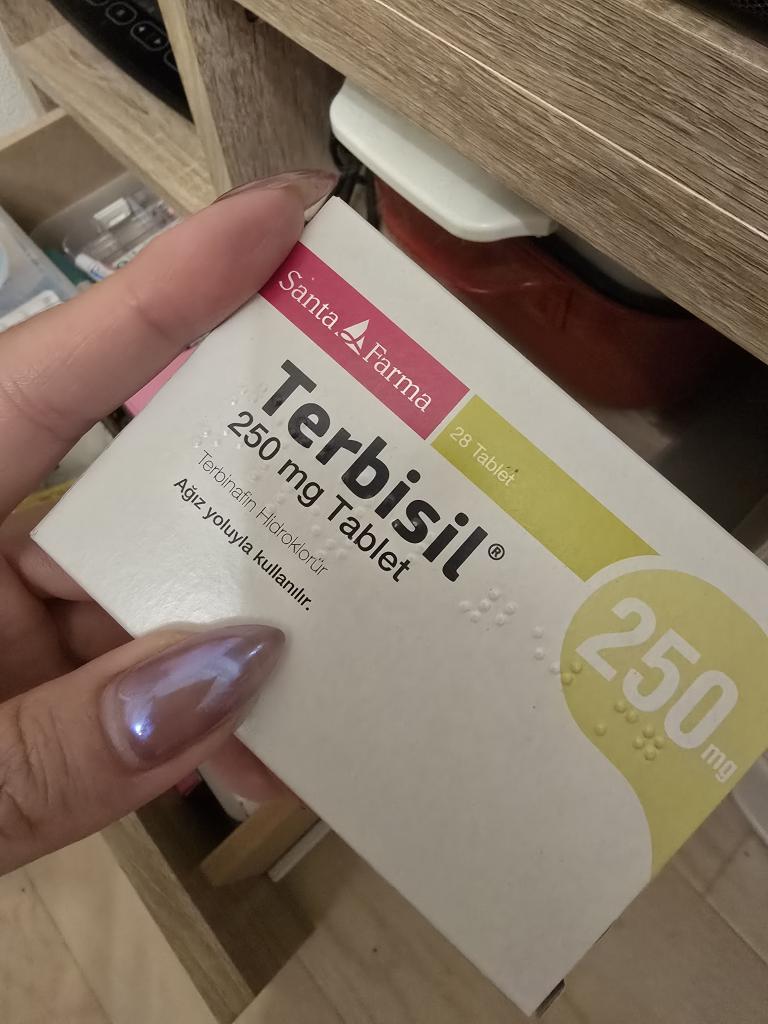 Santa Farma
28 Tablet
Terbisil®
250 mg Tablet
Terbinafin Hidroklorür
Ağız yoluyla kullanılır.
250 mg